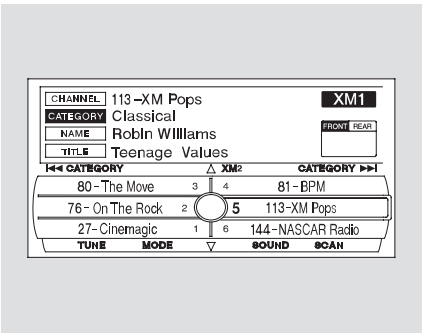 CHANNEL 113-XM Pops XM1
CATEGORY Classical
NAME Robin Williams FRONT REAR
TITLE Teenage Values
|◄◄ CATEGORY △ XM2 CATEGORY ►►|
80-The Move 3 4 81-BPM
76-On The Rock 2 5 113-XM Pops
27-Cinemagic 1 6 144-NASCAR Radio
TUNE MODE ▽ SOUND SCAN